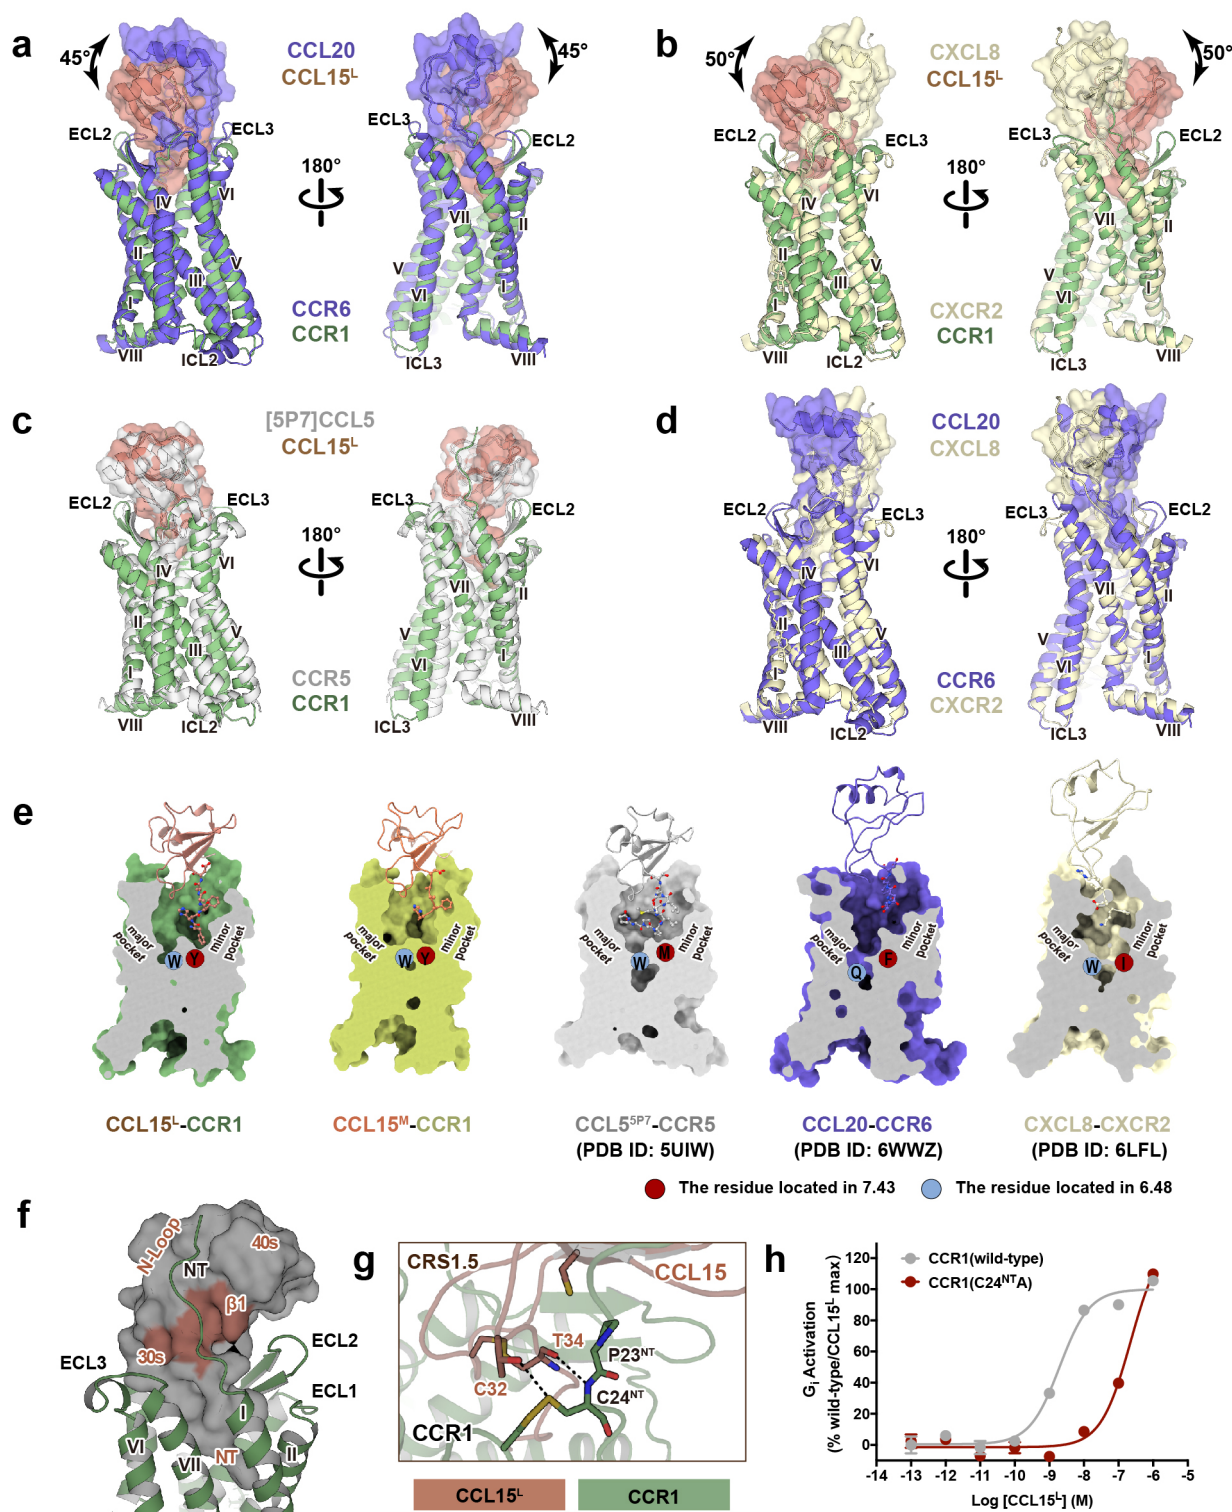 a
45°
CCL20
CCL15ᴸ
45°
ECL2
ECL3
ECL3
ECL2
180°
IV
VI
VII
II
II
III
V
V
VI
I
I
CCR6
CCR1
VIII
ICL2
ICL3
VIII
b
50°
CXCL8
CCL15ᴸ
50°
ECL2
ECL3
ECL3
ECL2
180°
IV
VI
VII
II
II
III
V
V
VI
I
I
CXCR2
CCR1
VIII
ICL2
ICL3
VIII
c
[5P7]CCL5
CCL15ᴸ
ECL2
ECL3
ECL3
ECL2
180°
IV
VI
VII
II
II
III
V
V
VI
I
I
CCR5
CCR1
VIII
ICL2
ICL3
VIII
d
CCL20
CXCL8
ECL2
ECL3
ECL3
ECL2
180°
IV
VI
VII
II
II
III
V
V
VI
I
I
CCR6
CXCR2
VIII
ICL2
ICL3
VIII
e
major pocket
W
Y
minor pocket
major pocket
W
Y
minor pocket
major pocket
W
M
minor pocket
major pocket
Q
F
minor pocket
major pocket
W
I
minor pocket
CCL15ᴸ-CCR1
CCL15ᴹ-CCR1
CCL5⁵ᴾ⁷-CCR5
(PDB ID: 5UIW)
CCL20-CCR6
(PDB ID: 6WWZ)
CXCL8-CXCR2
(PDB ID: 6LFL)
The residue located in 7.43
The residue located in 6.48
f
N-Loop
40s
NT
β1
30s
ECL2
ECL3
ECL1
I
VI
VII
NT
II
g
CRS1.5
CCL15
T34
P23ᴺᵀ
C32
C24ᴺᵀ
CCR1
CCL15ᴸ
CCR1
h
CCR1(wild-type)
CCR1(C24ᴺᵀA)
Gᵢ Activation
(% wild-type/CCL15ᴸ max)
120
100
80
60
40
20
0
-14 -13 -12 -11 -10 -9 -8 -7 -6 -5
Log [CCL15ᴸ] (M)